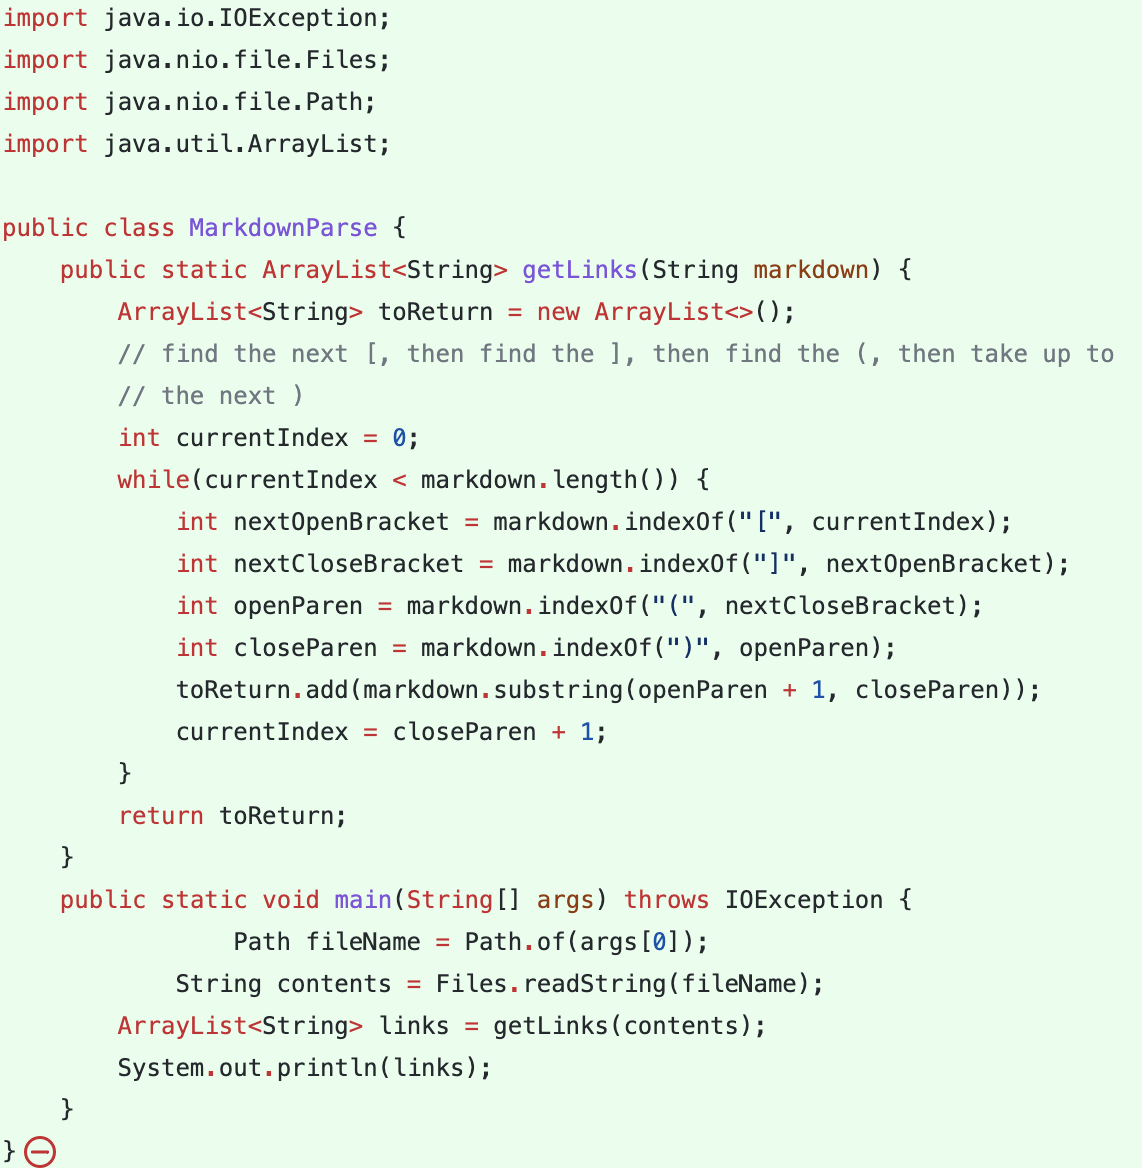 import java.io.IOException;
import java.nio.file.Files;
import java.nio.file.Path;
import java.util.ArrayList;

public class MarkdownParse {
    public static ArrayList<String> getLinks(String markdown) {
        ArrayList<String> toReturn = new ArrayList<>();
        // find the next [, then find the ], then find the (, then take up to
        // the next )
        int currentIndex = 0;
        while(currentIndex < markdown.length()) {
            int nextOpenBracket = markdown.indexOf("[", currentIndex);
            int nextCloseBracket = markdown.indexOf("]", nextOpenBracket);
            int openParen = markdown.indexOf("(", nextCloseBracket);
            int closeParen = markdown.indexOf(")", openParen);
            toReturn.add(markdown.substring(openParen + 1, closeParen));
            currentIndex = closeParen + 1;
        }
        return toReturn;
    }
    public static void main(String[] args) throws IOException {
                Path fileName = Path.of(args[0]);
            String contents = Files.readString(fileName);
        ArrayList<String> links = getLinks(contents);
        System.out.println(links);
    }
}